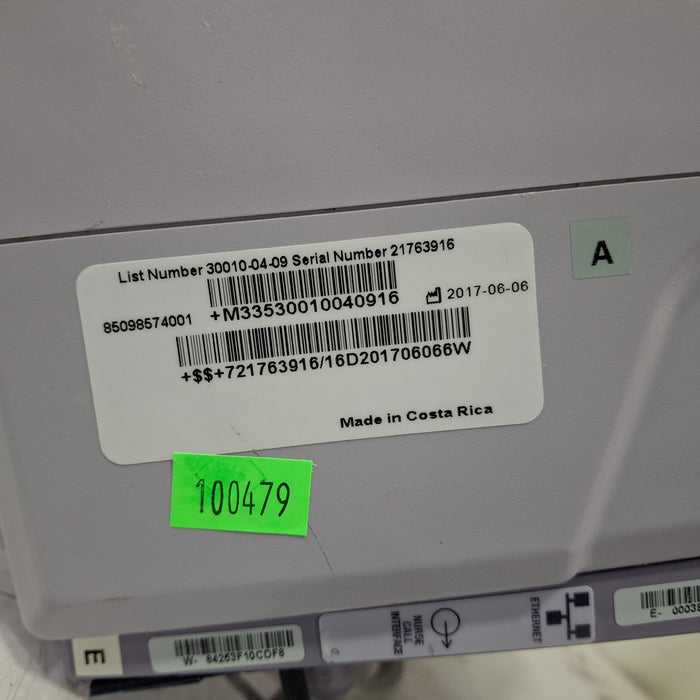 List Number 30010-04-09 Serial Number 21763916
+M33530010040916
85098574001
2017-06-06
+$$+721763916/16D201706066W
Made in Costa Rica
A
100479
E
W- 84253F10CDF8
NURSE
CALL
INTERFACE
ETHERNET
E-